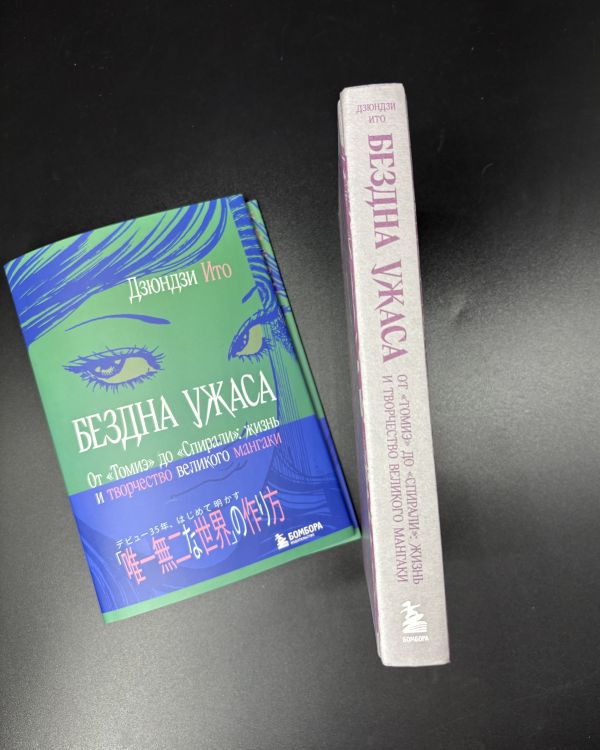 Дзюндзи Ито
БЕЗДНА УЖАСА
От «Томиэ» до «Спирали»: жизнь
и творчество великого мангаки
デビュー35年、はじめて明かす
「唯一無二な世界」の作り方
БОМБОРА
ИЗДАТЕЛЬСТВО
ДЗЮНДЗИ
ИТО
БЕЗДНА УЖАСА
ОТ «ТОМИЭ» ДО «СПИРАЛИ»: ЖИЗНЬ
И ТВОРЧЕСТВО ВЕЛИКОГО МАНГАКИ
БОМБОРА